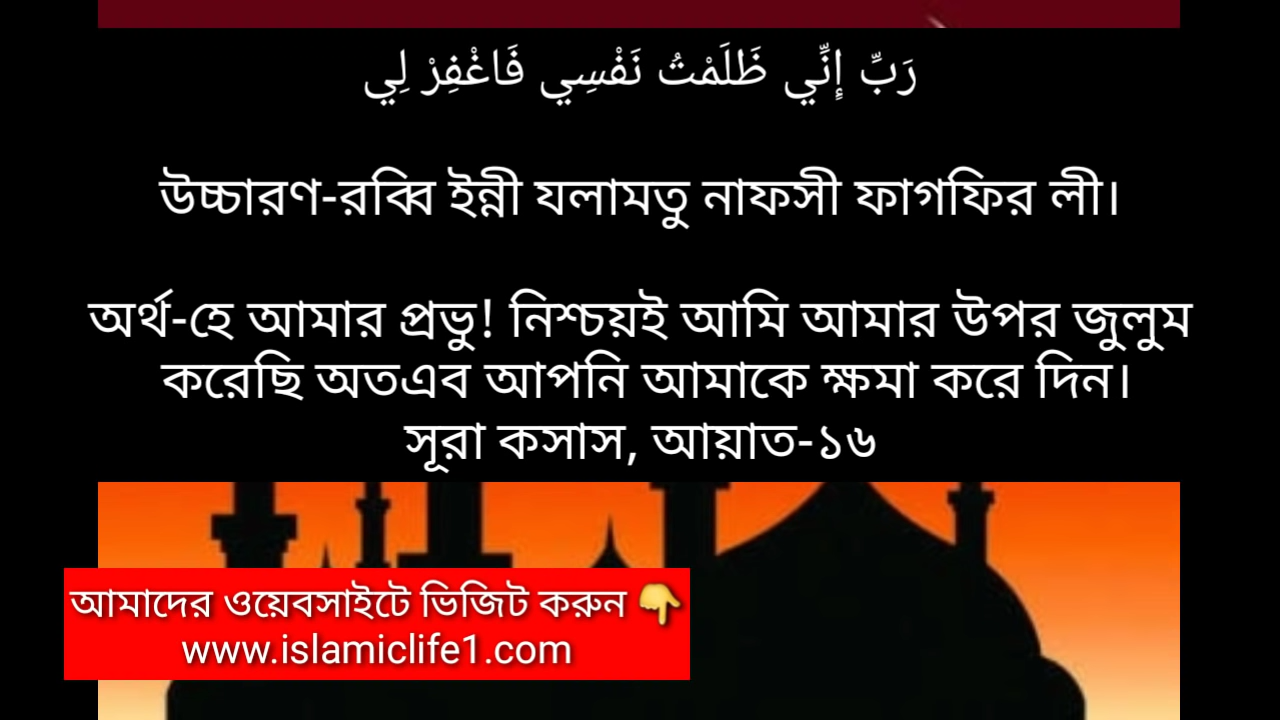 رَبِّ إِنِّي ظَلَمْتُ نَفْسِي فَاغْفِرْ لِي
উচ্চারণ-রব্বি ইন্নী যলামতু নাফসী ফাগফির লী।
অর্থ-হে আমার প্রভু! নিশ্চয়ই আমি আমার উপর জুলুম
করেছি অতএব আপনি আমাকে ক্ষমা করে দিন।
সূরা কসাস, আয়াত-১৬
আমাদের ওয়েবসাইটে ভিজিট করুন 👇
www.islamiclife1.com